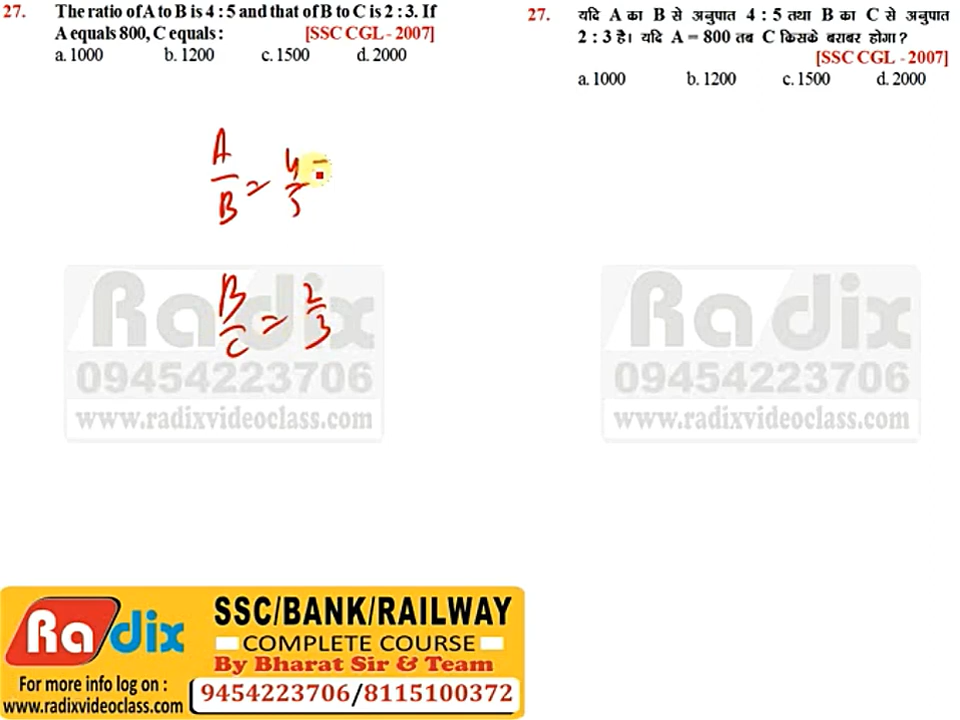 27. The ratio of A to B is 4 : 5 and that of B to C is 2 : 3. If
A equals 800, C equals : [SSC CGL - 2007]
a. 1000 b. 1200 c. 1500 d. 2000
27. यदि A का B से अनुपात 4 : 5 तथा B का C से अनुपात
2 : 3 है। यदि A = 800 तब C किसके बराबर होगा ?
[SSC CGL - 2007]
a. 1000 b. 1200 c. 1500 d. 2000
A/B = 4/5
B/C = 2/3
Radix
09454223706
www.radixvideoclass.com
Radix
09454223706
www.radixvideoclass.com
Radix
For more info log on :
www.radixvideoclass.com
SSC/BANK/RAILWAY
COMPLETE COURSE
By Bharat Sir & Team
9454223706/8115100372